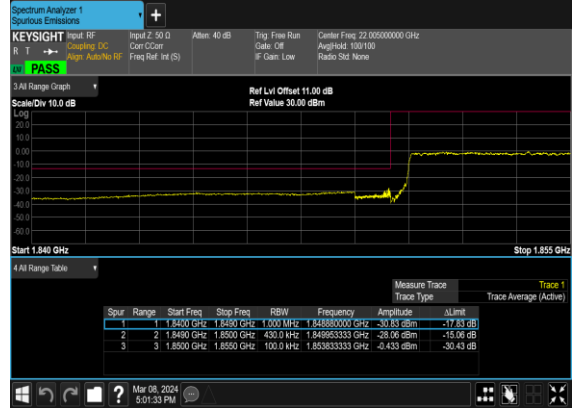 Spectrum Analyzer 1
Spurious Emissions
KEYSIGHT
R T
PASS
Input: RF
Coupling: DC
Align: Auto/No RF
Input Z: 50 Ω
Corr CCorr
Freq Ref: Int (S)
Atten: 40 dB
Trig: Free Run
Gate: Off
IF Gain: Low
Center Freq: 22.005000000 GHz
Avg|Hold: 100/100
Radio Std: None
3 All Range Graph
Scale/Div 10.0 dB
Ref Lvl Offset 11.00 dB
Ref Value 30.00 dBm
Log
20.0
10.0
0.00
-10.0
-20.0
-30.0
-40.0
-50.0
-60.0
Start 1.840 GHz
Stop 1.855 GHz
4 All Range Table
Measure Trace Trace 1
Trace Type Trace Average (Active)
Spur Range Start Freq Stop Freq RBW Frequency Amplitude ΔLimit
1 1 1.8400 GHz 1.8490 GHz 1.000 MHz 1.848880000 GHz -30.83 dBm -17.83 dB
2 2 1.8490 GHz 1.8500 GHz 430.0 kHz 1.849953333 GHz -28.06 dBm -15.06 dB
3 3 1.8500 GHz 1.8550 GHz 100.0 kHz 1.853833333 GHz -0.433 dBm -30.43 dB
Mar 08, 2024
5:01:33 PM